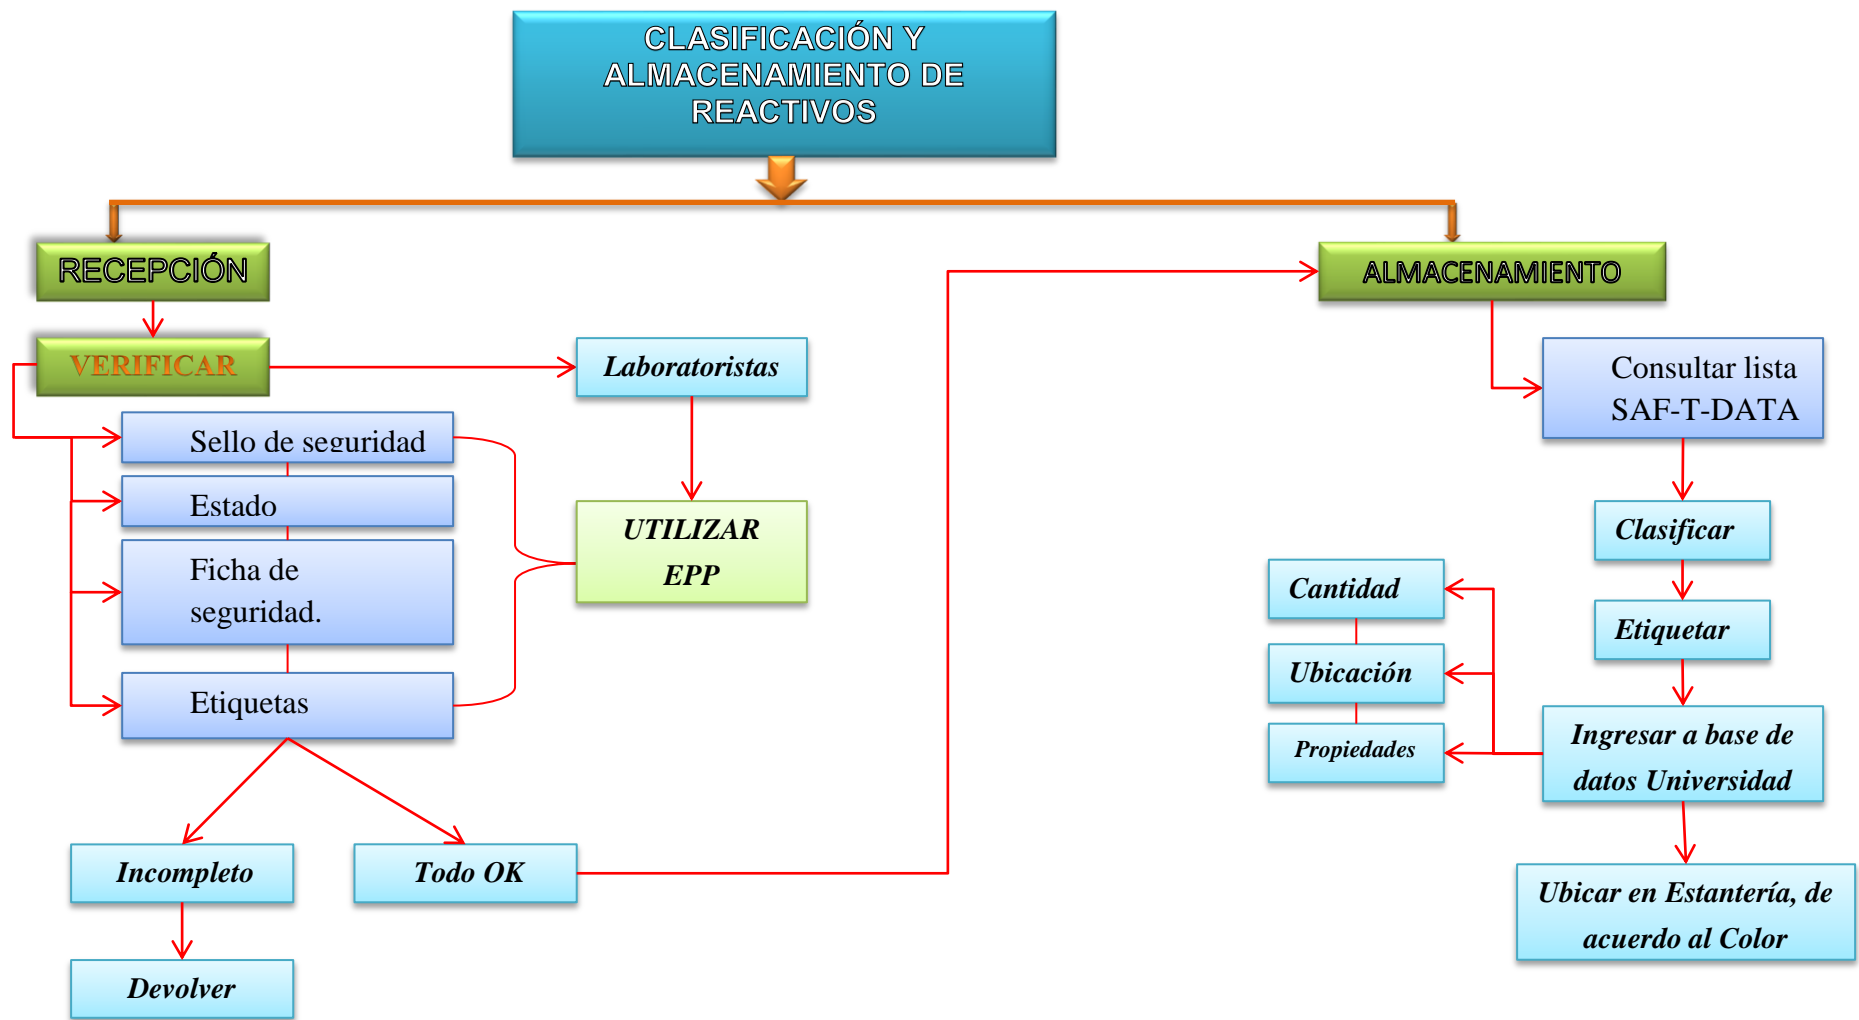 CLASIFICACIÓN Y
ALMACENAMIENTO DE
REACTIVOS
RECEPCIÓN
VERIFICAR
Laboratoristas
Sello de seguridad
Estado
Ficha de
seguridad.
Etiquetas
UTILIZAR
EPP
Incompleto
Todo OK
Devolver
ALMACENAMIENTO
Consultar lista
SAF-T-DATA
Clasificar
Etiquetar
Ingresar a base de
datos Universidad
Cantidad
Ubicación
Propiedades
Ubicar en Estantería, de
acuerdo al Color